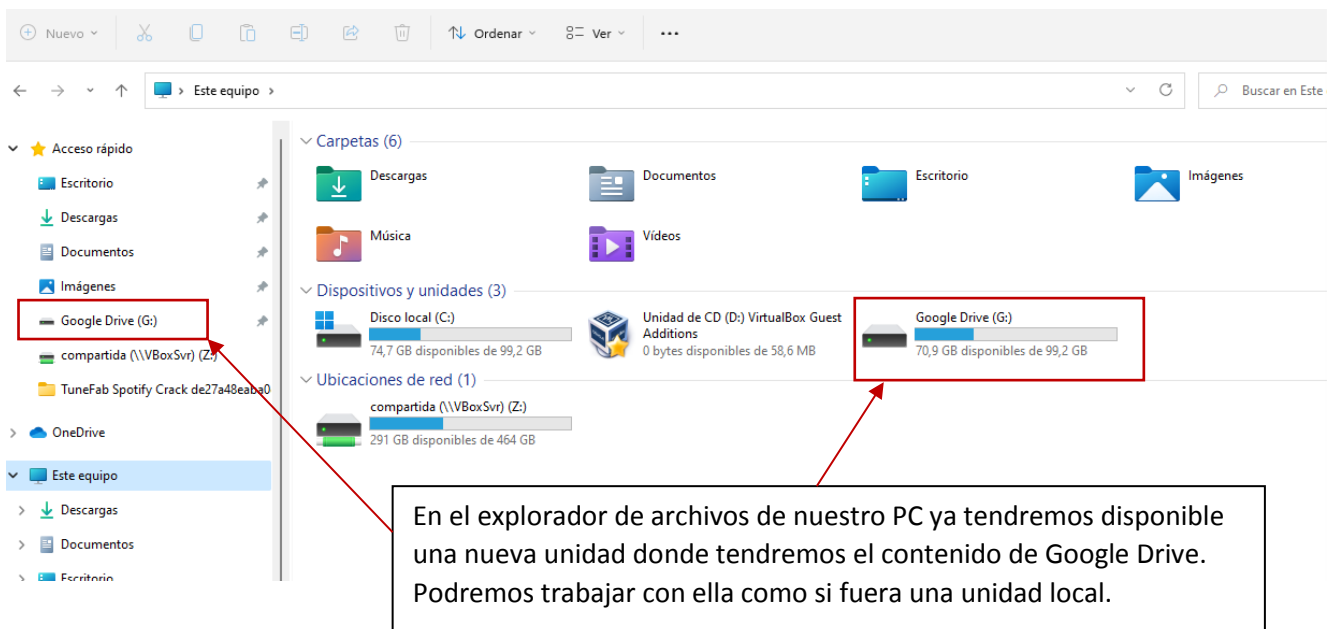 Nuevo
Ordenar
Ver
Este equipo
Buscar en Este
Acceso rápido
Escritorio
Descargas
Documentos
Imágenes
Google Drive (G:)
compartida (\\VBoxSvr) (Z:)
TuneFab Spotify Crack de27a48eaba0
OneDrive
Este equipo
Descargas
Documentos
Escritorio
Carpetas (6)
Descargas
Documentos
Escritorio
Imágenes
Música
Vídeos
Dispositivos y unidades (3)
Disco local (C:)
74,7 GB disponibles de 99,2 GB
Unidad de CD (D:) VirtualBox Guest
Additions
0 bytes disponibles de 58,6 MB
Google Drive (G:)
70,9 GB disponibles de 99,2 GB
Ubicaciones de red (1)
compartida (\\VBoxSvr) (Z:)
291 GB disponibles de 464 GB
En el explorador de archivos de nuestro PC ya tendremos disponible
una nueva unidad donde tendremos el contenido de Google Drive.
Podremos trabajar con ella como si fuera una unidad local.